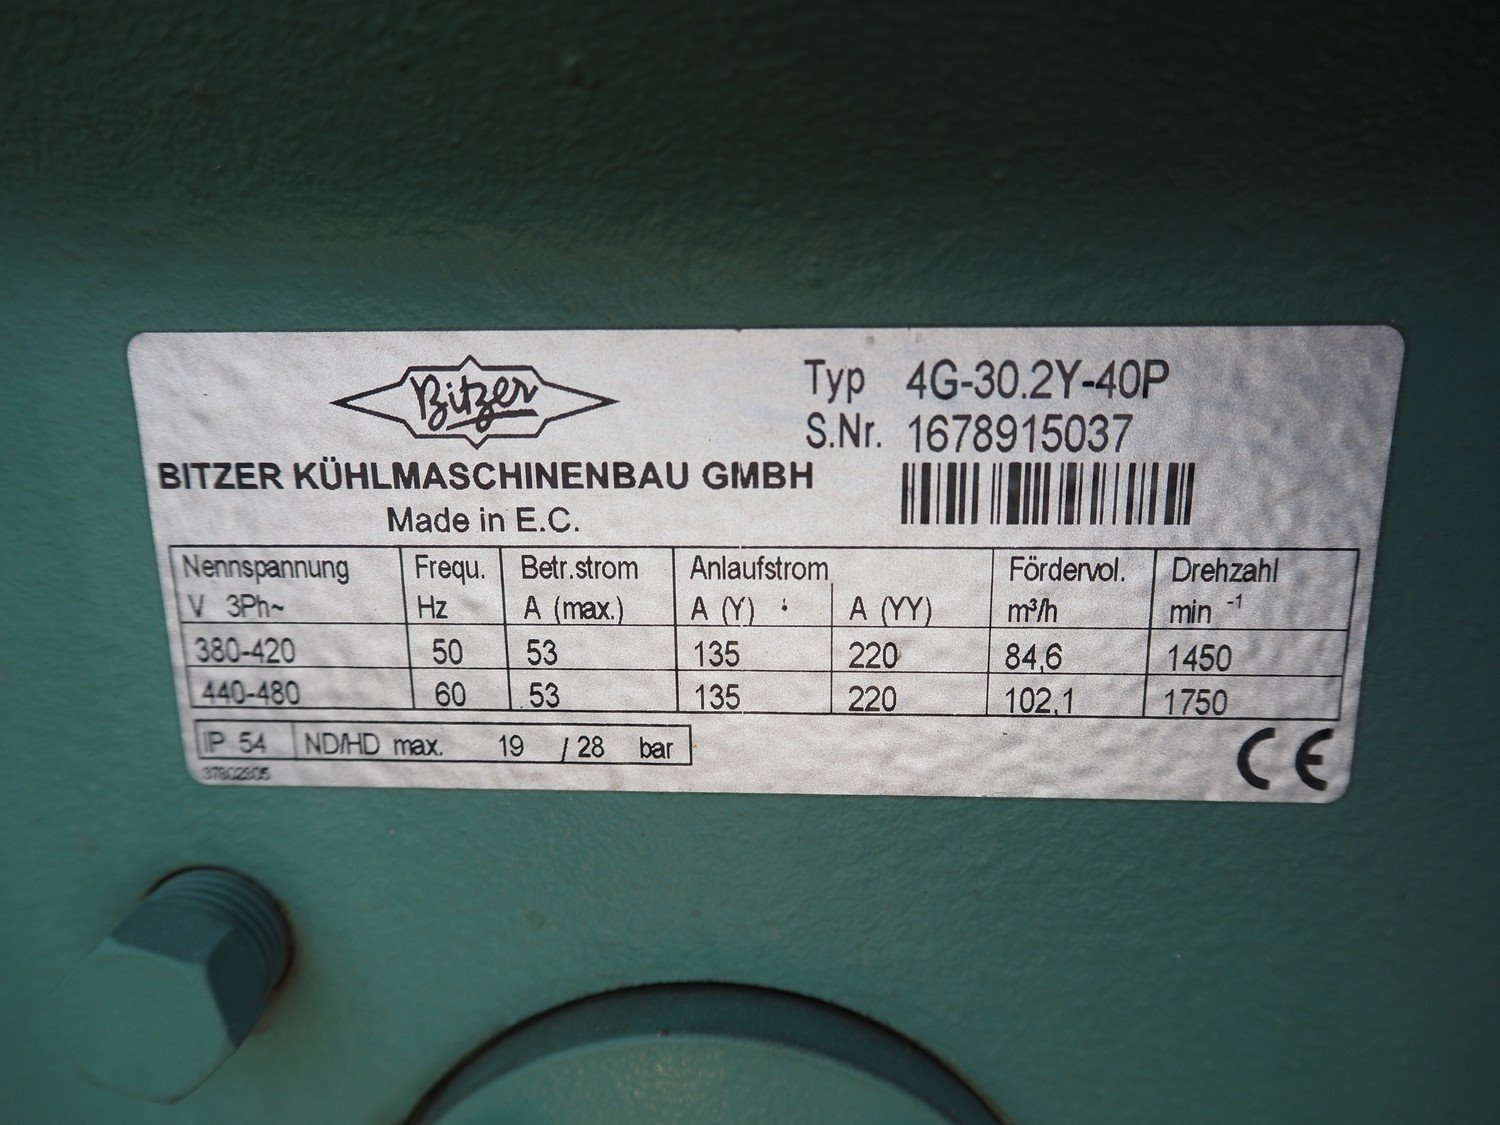 Bitzer
BITZER KÜHLMASCHINENBAU GMBH
Made in E.C.
Typ 4G-30.2Y-40P
S.Nr. 1678915037
Nennspannung Frequ. Betr.strom Anlaufstrom Fördervol. Drehzahl
V 3Ph~ Hz A (max.) A (Y) A (YY) m³/h min -1
380-420 50 53 135 220 84,6 1450
440-480 60 53 135 220 102,1 1750
IP 54 ND/HD max. 19 / 28 bar
CE